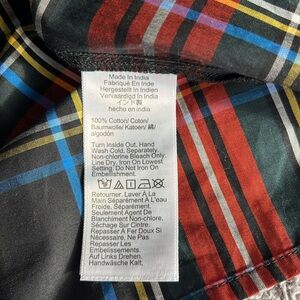 Made In India
Fabriqué En Inde
Hergestellt In Indien
Vervaardigd In India
インド製
hecho en india
100% Cotton/ Coton/
Baumwolle/ Katoen/ 綿/
algodón
Turn Inside Out. Hand
Wash Cold, Separately.
Non-chlorine Bleach Only.
Line Dry, Iron On Lowest
Setting. Do Not Iron On
Embellishment.
Retourner. Laver À La
Main Séparément À L'eau
Froide. Séparément.
Seulement Agent De
Blanchiment Non-Chlore.
Séchage Sur Cintre.
Repasser À Fer Doux Si
Nécessaire. Ne Pas
Repasser Les
Embellissements.
Auf Links Drehen.
Handwäsche Kalt,